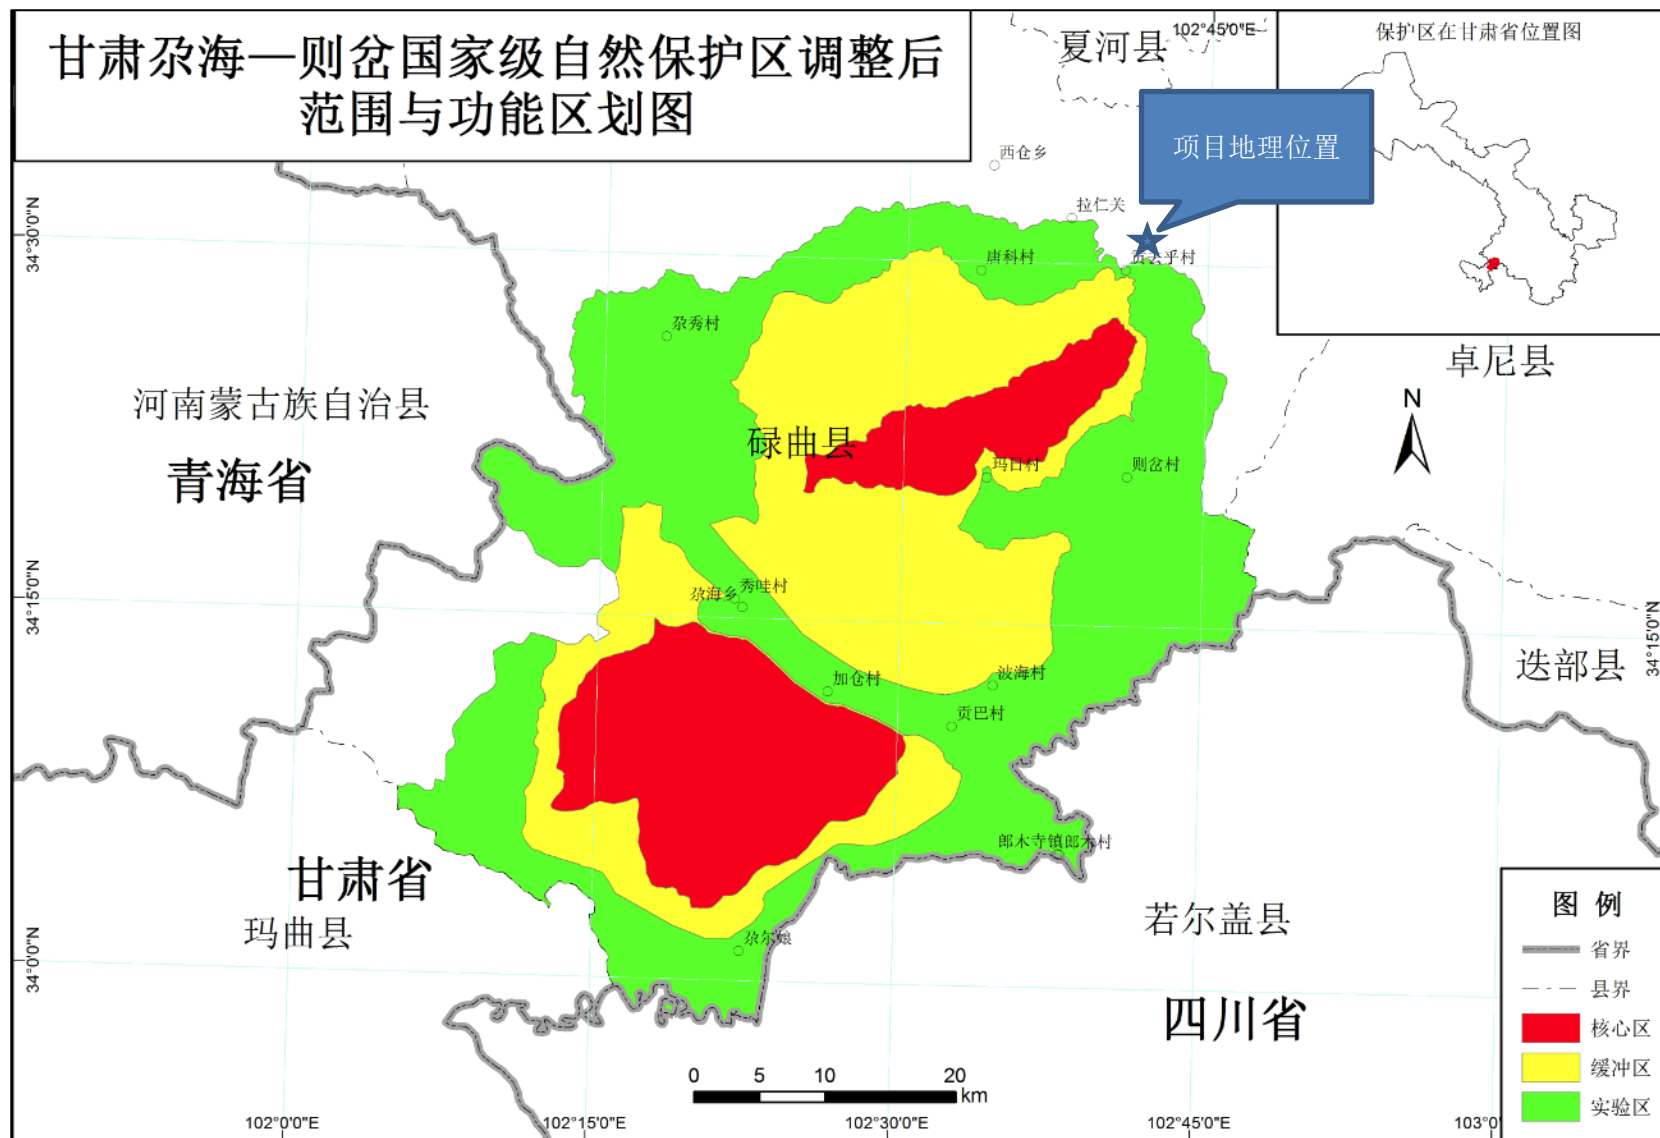 甘肃尕海—则岔国家级自然保护区调整后
范围与功能区划图
夏河县
102°45'0"E
保护区在甘肃省位置图
项目地理位置
西仓乡
拉仁关
34°30'0"N
唐科村
贡去乎村
尕秀村
卓尼县
河南蒙古族自治县
N
碌曲县
青海省
玛日村
则岔村
34°15'0"N
秀哇村
尕海乡
34°15'0"N
迭部县
加仓村
波海村
贡巴村
郎木寺镇郎木村
甘肃省
玛曲县
若尔盖县
尕尔娘
34°0'0"N
四川省
图 例
省界
县界
核心区
缓冲区
实验区
0 5 10 20
km
102°0'0"E
102°15'0"E
102°30'0"E
102°45'0"E
103°0'